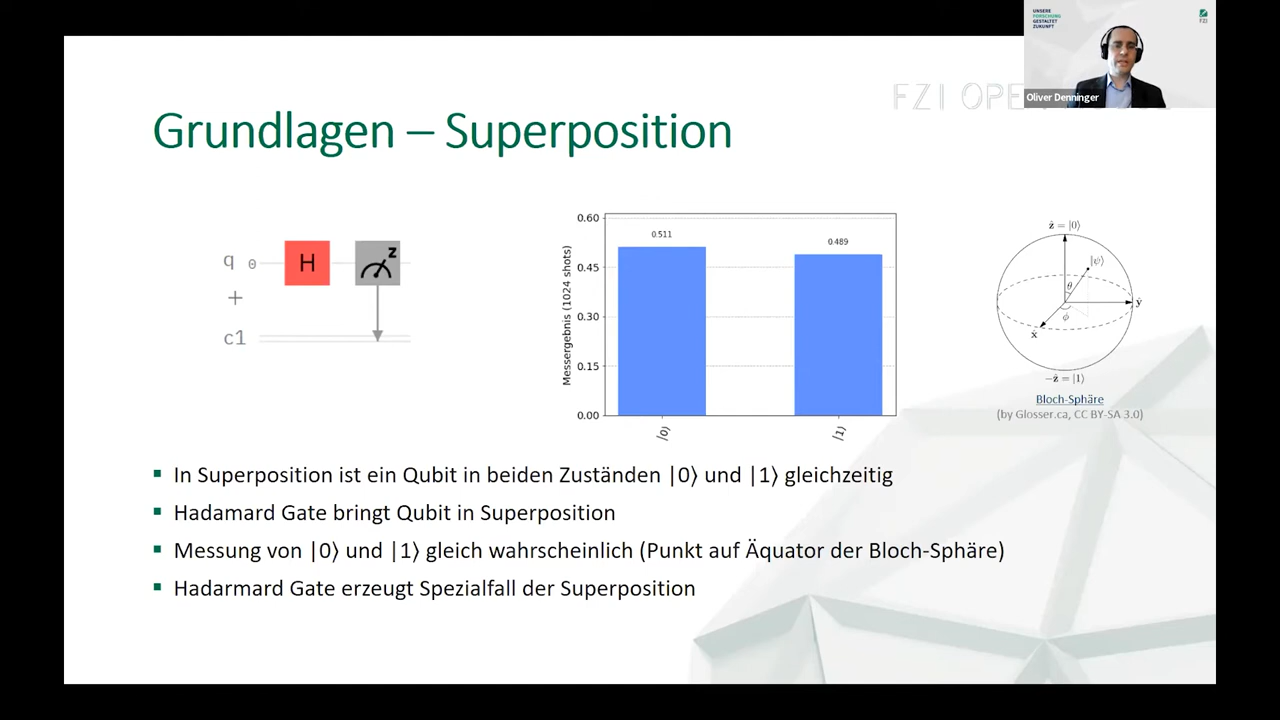 UNSERE
FORSCHUNG
GESTALTET
ZUKUNFT
FZI
Oliver Denninger
FZI OPE
Grundlagen – Superposition
q 0
H
z
+
c1
Messergebnis (1024 shots)
0.60
0.45
0.30
0.15
0.00
0.511
0.489
|0⟩
|1⟩
ẑ = |0⟩
|ψ⟩
θ
ϕ
x̂
ŷ
−ẑ = |1⟩
Bloch-Sphäre
(by Glosser.ca, CC BY-SA 3.0)
▪ In Superposition ist ein Qubit in beiden Zuständen |0⟩ und |1⟩ gleichzeitig
▪ Hadamard Gate bringt Qubit in Superposition
▪ Messung von |0⟩ und |1⟩ gleich wahrscheinlich (Punkt auf Äquator der Bloch-Sphäre)
▪ Hadarmard Gate erzeugt Spezialfall der Superposition